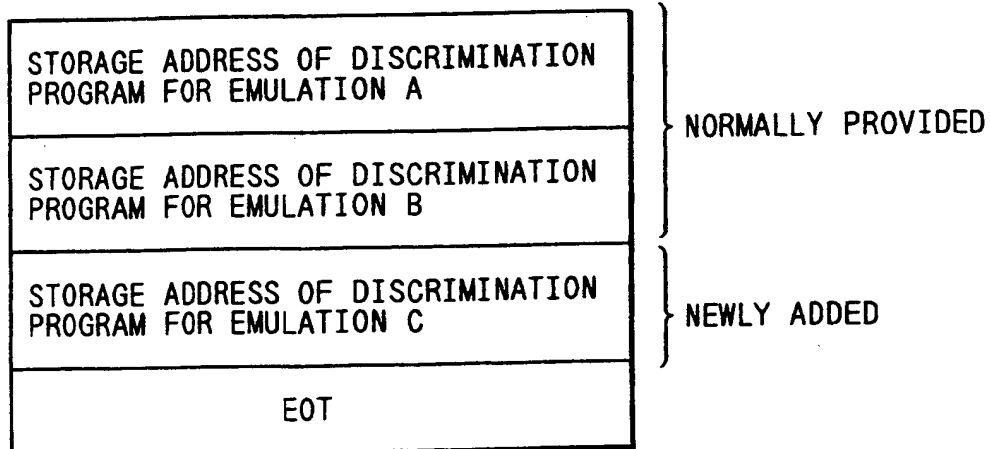 STORAGE ADDRESS OF DISCRIMINATION
PROGRAM FOR EMULATION A
NORMALLY PROVIDED
STORAGE ADDRESS OF DISCRIMINATION
PROGRAM FOR EMULATION B
STORAGE ADDRESS OF DISCRIMINATION
PROGRAM FOR EMULATION C
NEWLY ADDED
EOT